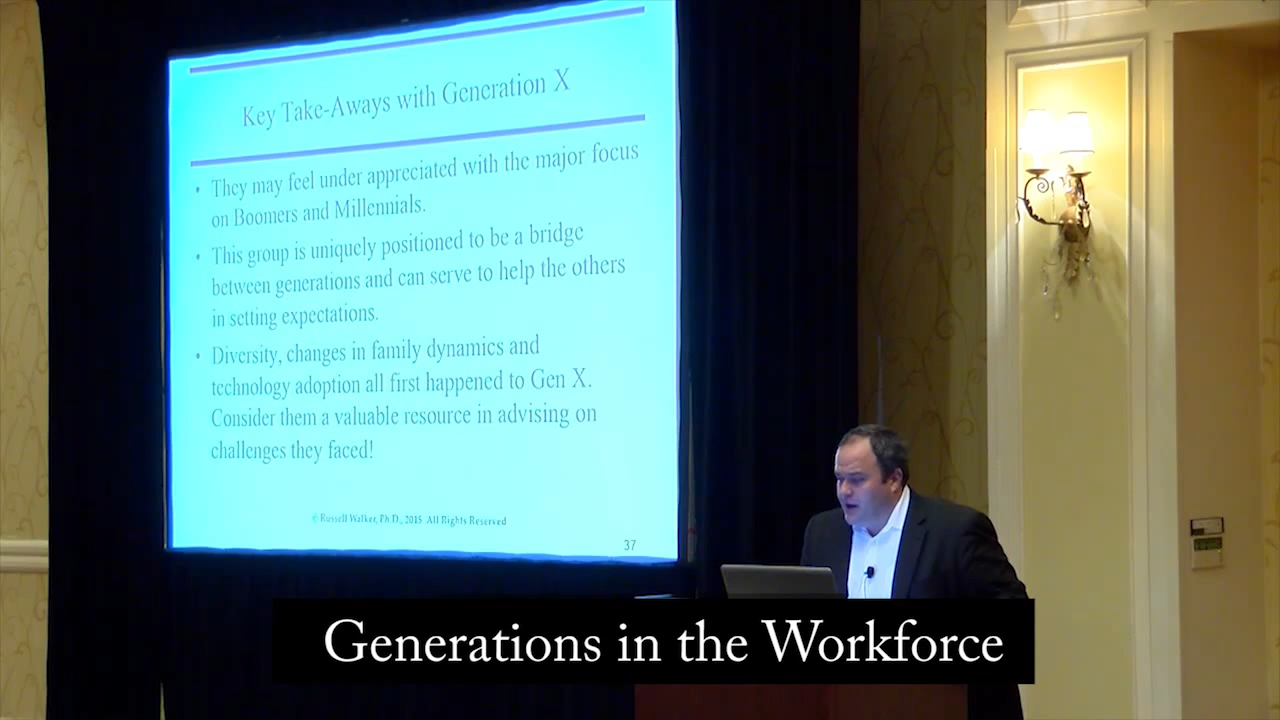 Key Take-Aways with Generation X
• They may feel under appreciated with the major focus
on Boomers and Millennials.
• This group is uniquely positioned to be a bridge
between generations and can serve to help the others
in setting expectations.
• Diversity, changes in family dynamics and
technology adoption all first happened to Gen X.
Consider them a valuable resource in advising on
challenges they faced!
© Russell Walker, Ph.D., 2015 All Rights Reserved
37
Generations in the Workforce